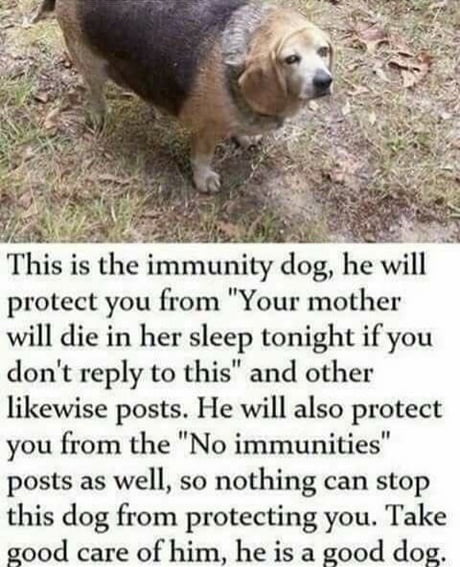 This is the immunity dog, he will
protect you from "Your mother
will die in her sleep tonight if you
don't reply to this" and other
likewise posts. He will also protect
you from the "No immunities"
posts as well, so nothing can stop
this dog from protecting you. Take
good care of him, he is a good dog.